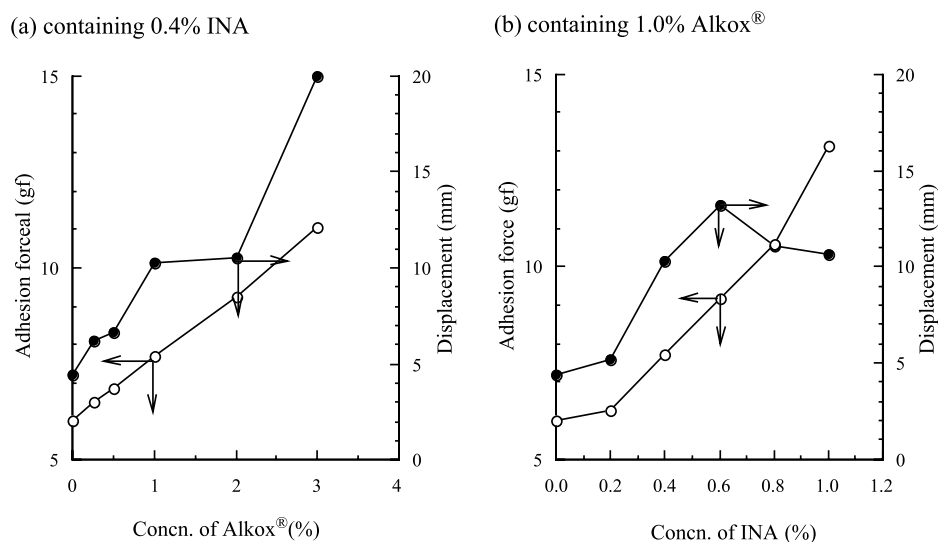 (a) containing 0.4% INA
(b) containing 1.0% Alkox®
15
10
5
Adhesion forceal (gf)
20
15
10
5
0
Displacement (mm)
0 1 2 3 4
Concn. of Alkox®(%)
15
10
5
Adhesion force (gf)
20
15
10
5
0
Displacement (mm)
0.0 0.2 0.4 0.6 0.8 1.0 1.2
Concn. of INA (%)